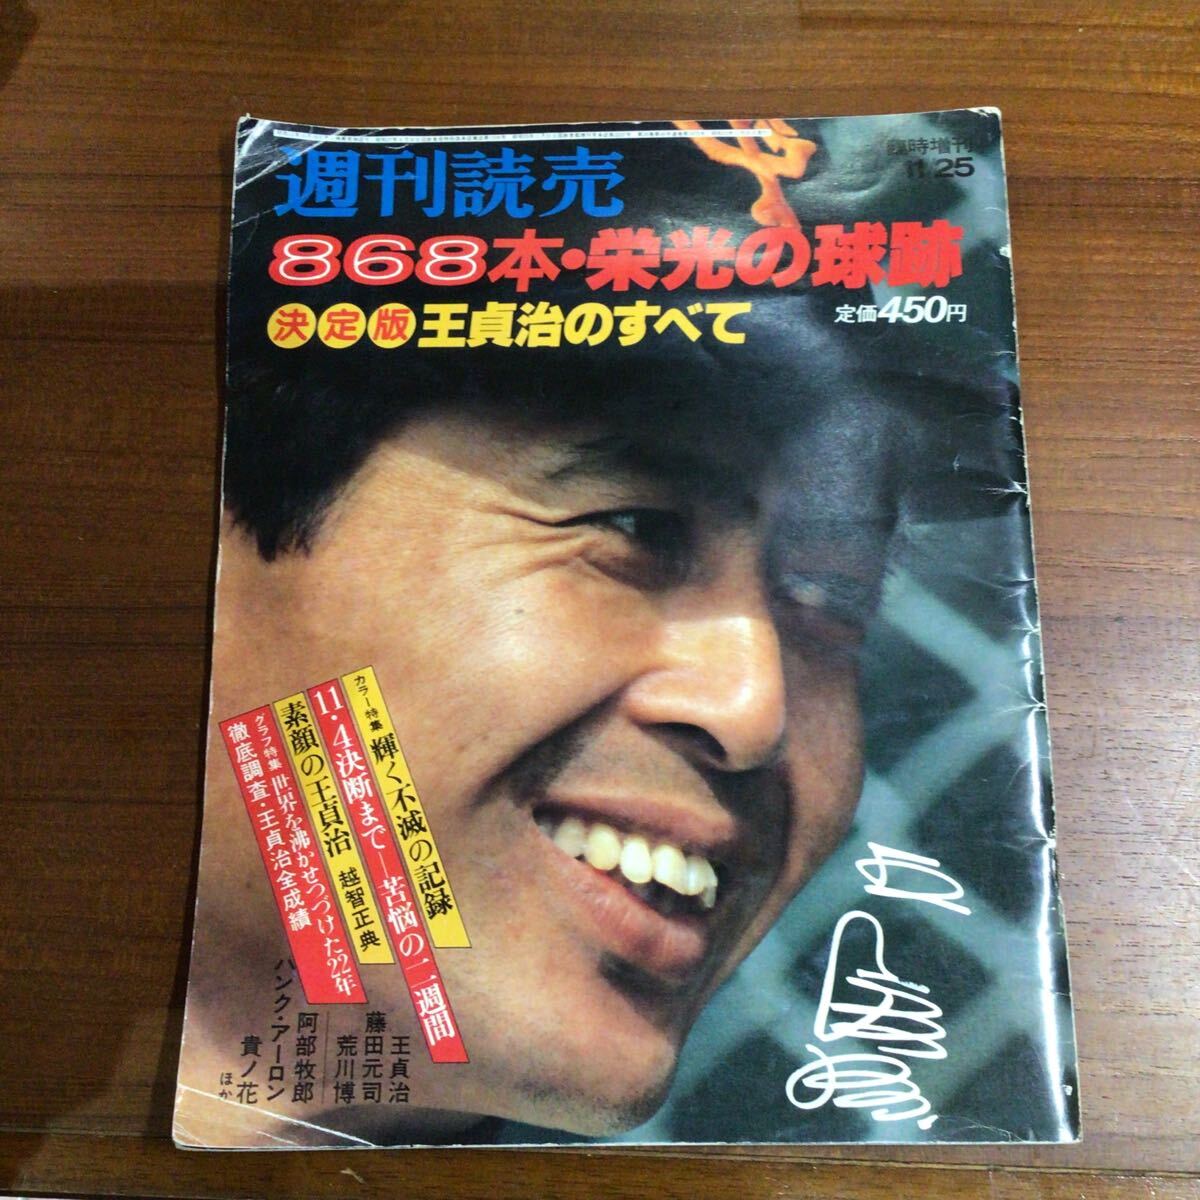 臨時増刊
11/25
週刊読売
868本・栄光の球跡
定価450円
決定版 王貞治のすべて
カラー特集 輝く不滅の記録
11・4決断まで―苦悩の二週間
素顔の王貞治 越智正典
グラフ特集 世界を沸かせつづけた22年
徹底調査・王貞治全成績
王貞治
藤田元司
荒川博
阿部牧郎
ハンク・アーロン
貴ノ花
ほか